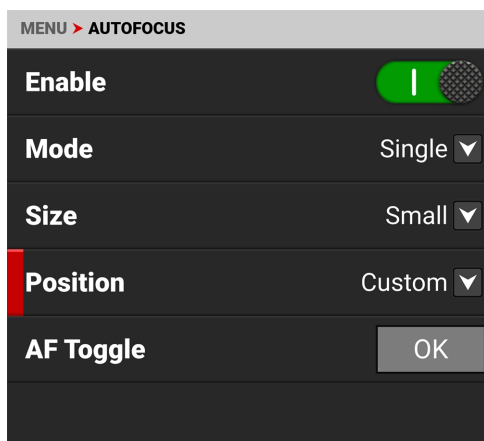 MENU ➤ AUTOFOCUS
Enable
Mode Single
Size Small
Position Custom
AF Toggle OK